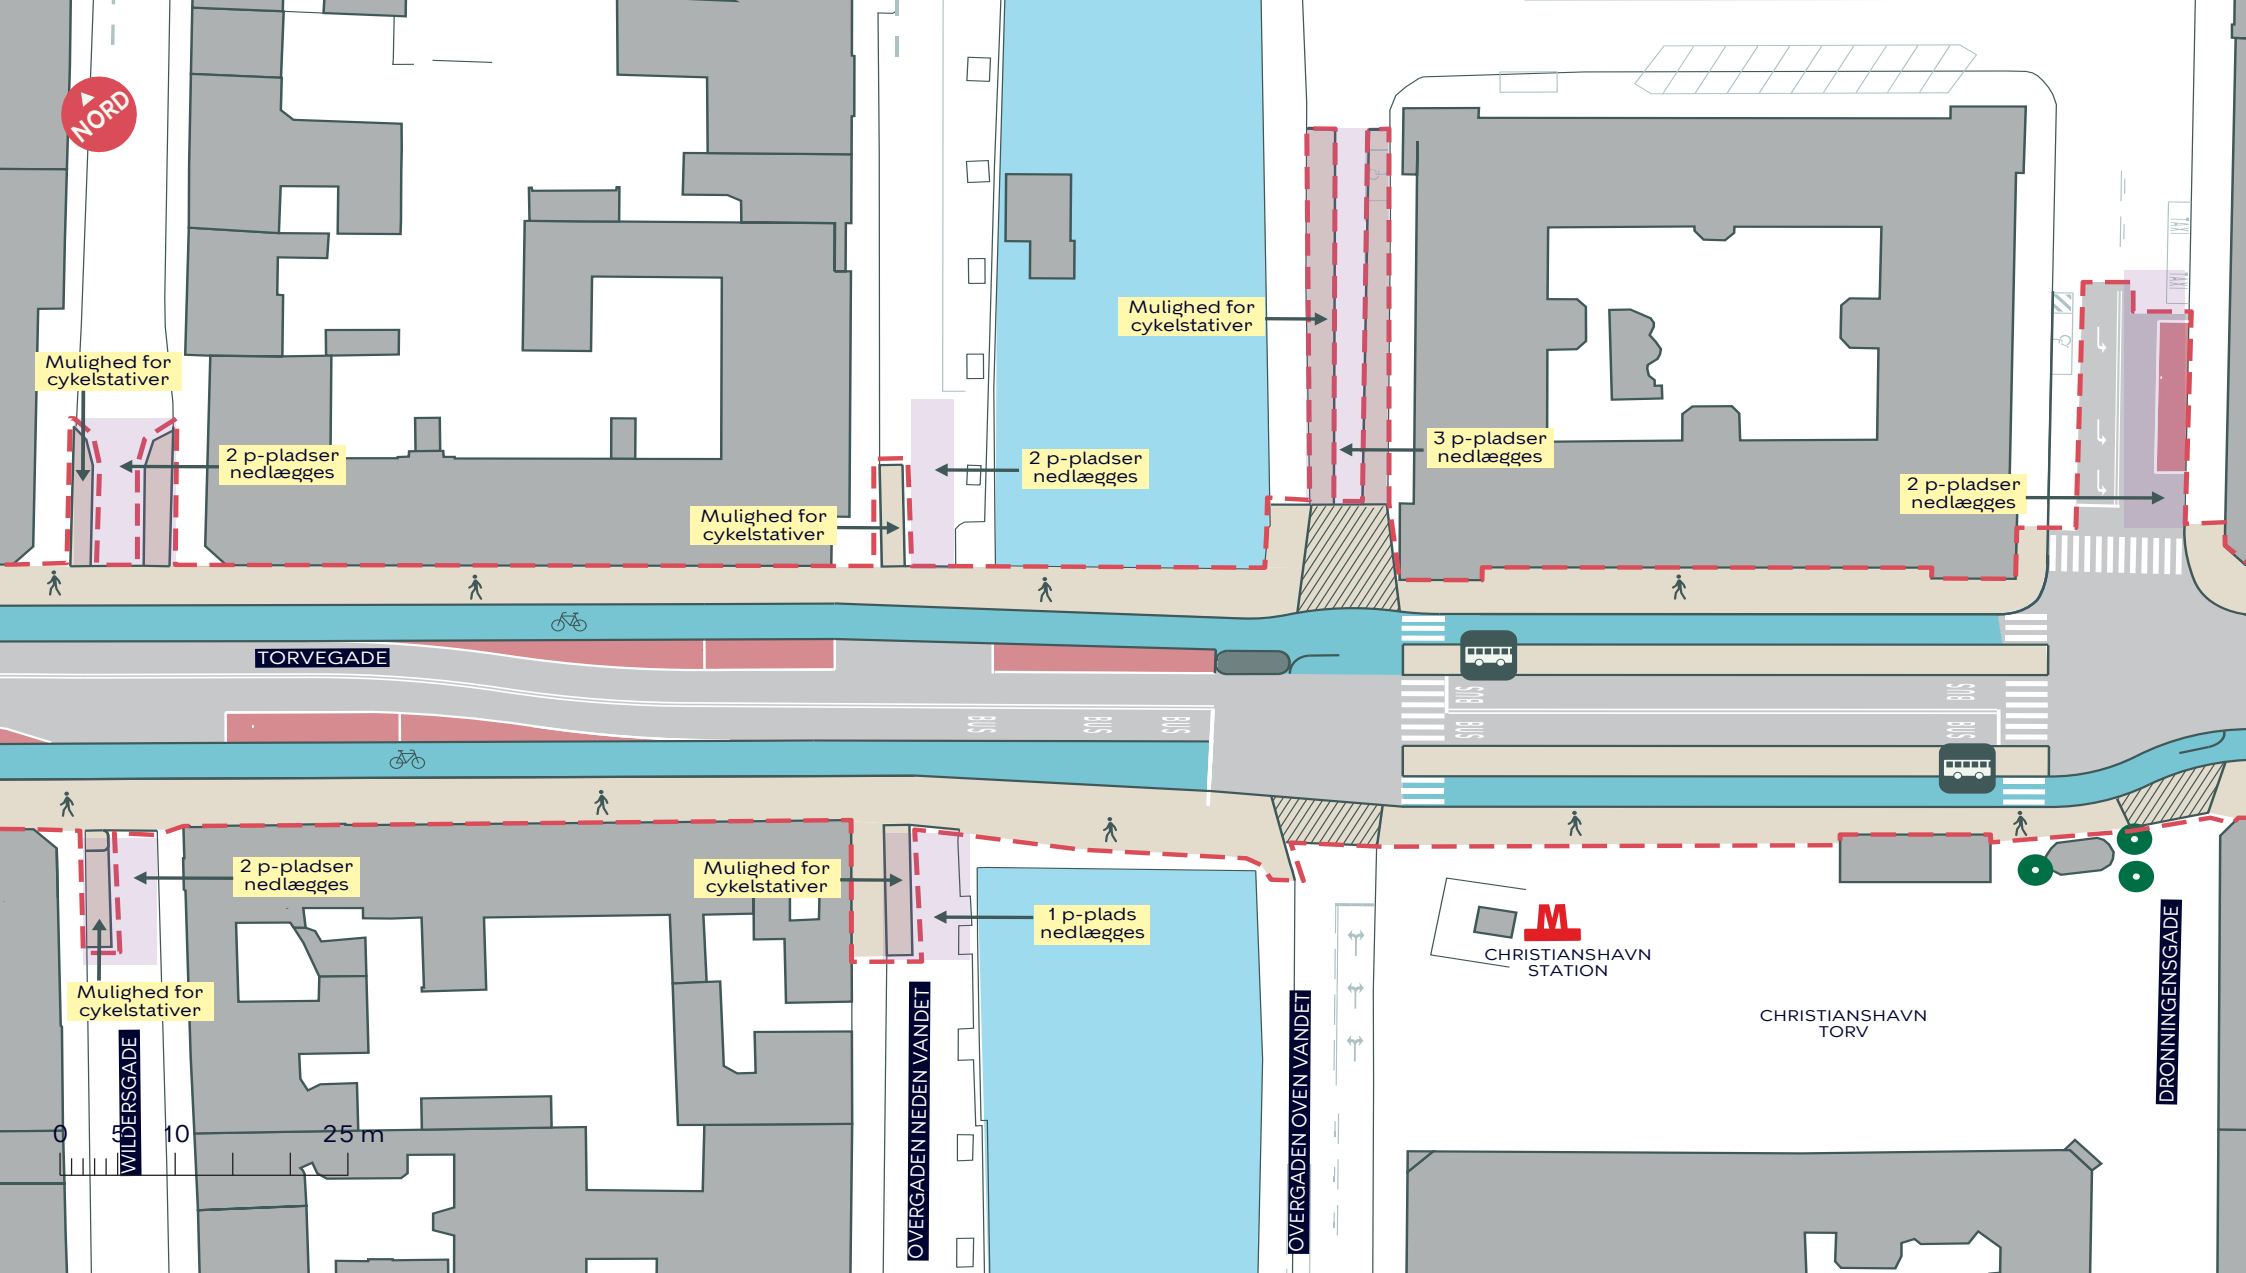 NORD
TAXI
TAXI
Mulighed for
cykelstativer
Mulighed for
cykelstativer
2 p-pladser
nedlægges
2 p-pladser
nedlægges
3 p-pladser
nedlægges
2 p-pladser
nedlægges
Mulighed for
cykelstativer
TORVEGADE
BUS
BUS
BUS
BUS
BUS
BUS
BUS
2 p-pladser
nedlægges
Mulighed for
cykelstativer
1 p-plads
nedlægges
M
CHRISTIANSHAVN
STATION
Mulighed for
cykelstativer
CHRISTIANSHAVN
TORV
WILDERSGADE
OVERGADEN NEDEN VANDET
OVERGADEN OVEN VANDET
DRONNINGENSGADE
0 5 10 25 m